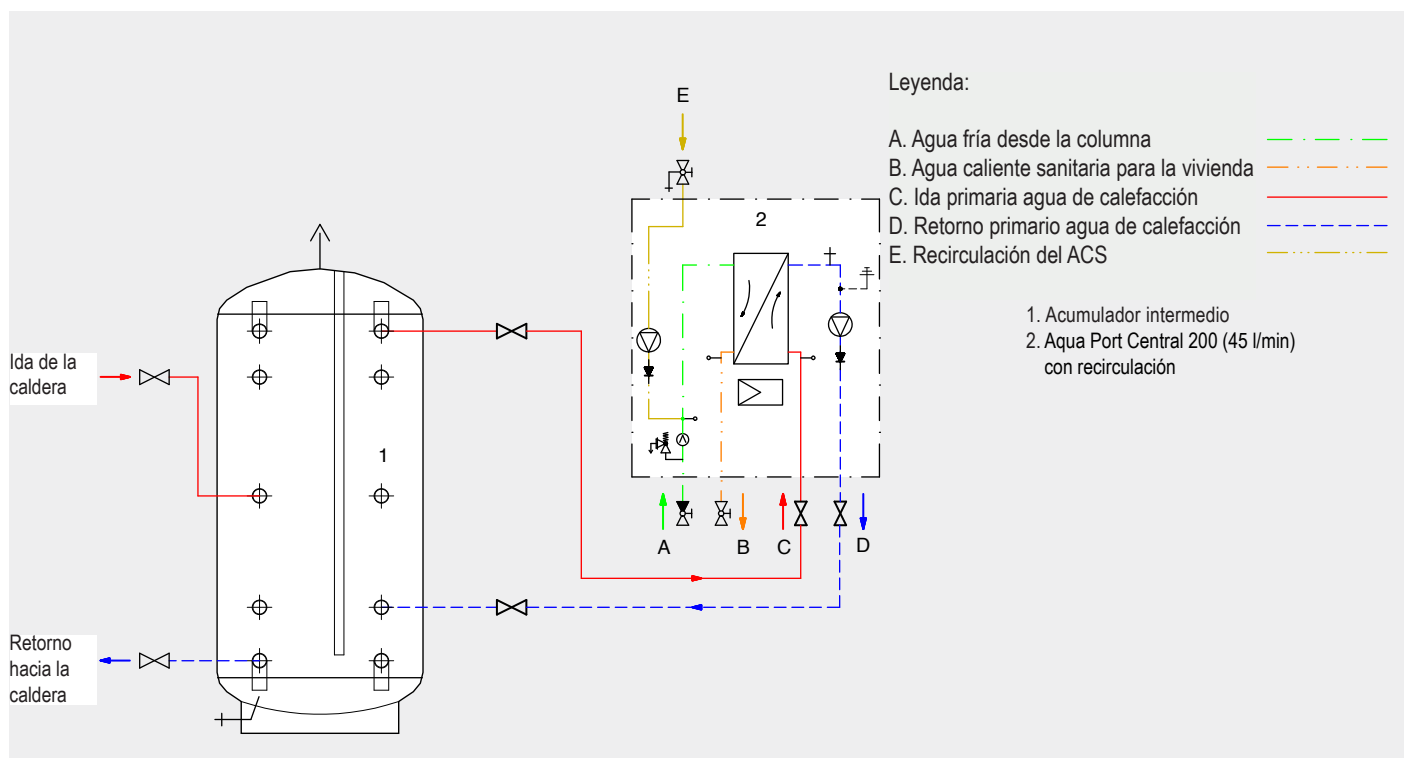 Leyenda:
A. Agua fría desde la columna
B. Agua caliente sanitaria para la vivienda
C. Ida primaria agua de calefacción
D. Retorno primario agua de calefacción
E. Recirculación del ACS
1. Acumulador intermedio
2. Aqua Port Central 200 (45 l/min)
con recirculación
E
2
Ida de la
caldera
1
A
B
C
D
Retorno
hacia la
caldera